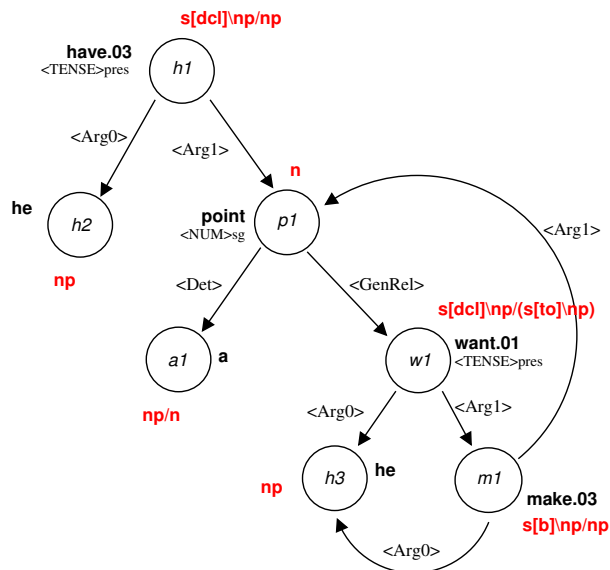 s[dcl]\np/np
have.03
<TENSE>pres
h1
<Arg0>
<Arg1>
n
he
h2
point
<NUM>sg
p1
<Arg1>
np
<Det>
<GenRel>
s[dcl]\np/(s[to]\np)
a1
a
w1
want.01
<TENSE>pres
np/n
<Arg0>
<Arg1>
np
h3
he
m1
make.03
s[b]\np/np
<Arg0>